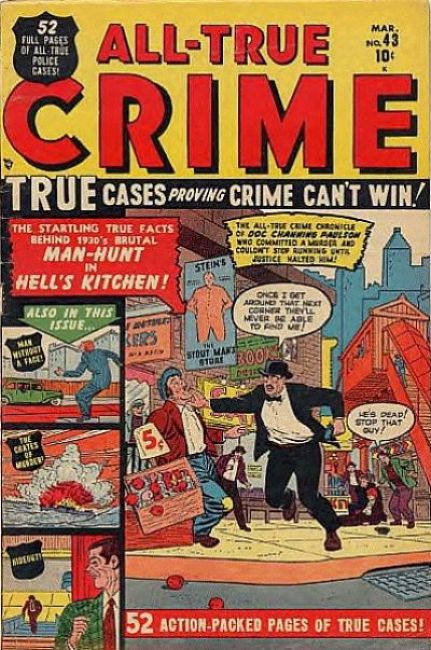 52
FULL PAGES
OF ALL-TRUE
POLICE
CASES!
ALL-TRUE
CRIME
MAR.
NO. 43
10¢
K
TRUE CASES PROVING CRIME CAN'T WIN!
THE STARTLING TRUE FACTS
BEHIND 1930'S BRUTAL
MAN-HUNT
IN
HELL'S KITCHEN!
THE ALL-TRUE CRIME CHRONICLE
OF DOC CHANNING PAULSON
WHO COMMITTED A MURDER AND
COULDN'T STOP RUNNING UNTIL
JUSTICE HALTED HIM!
ALSO IN THIS
ISSUE...
MAN
WITHOUT
A FACE!
THE
CRATES
OF
MURDER!
HIDEOUT!
STEIN'S
THE
STOUT MAN'S
STORE
ONCE I GET
AROUND THAT NEXT
CORNER THEY'LL
NEVER BE ABLE
TO FIND ME!
HE'S DEAD!
STOP THAT
GUY!
5¢
52 ACTION-PACKED PAGES OF TRUE CASES!